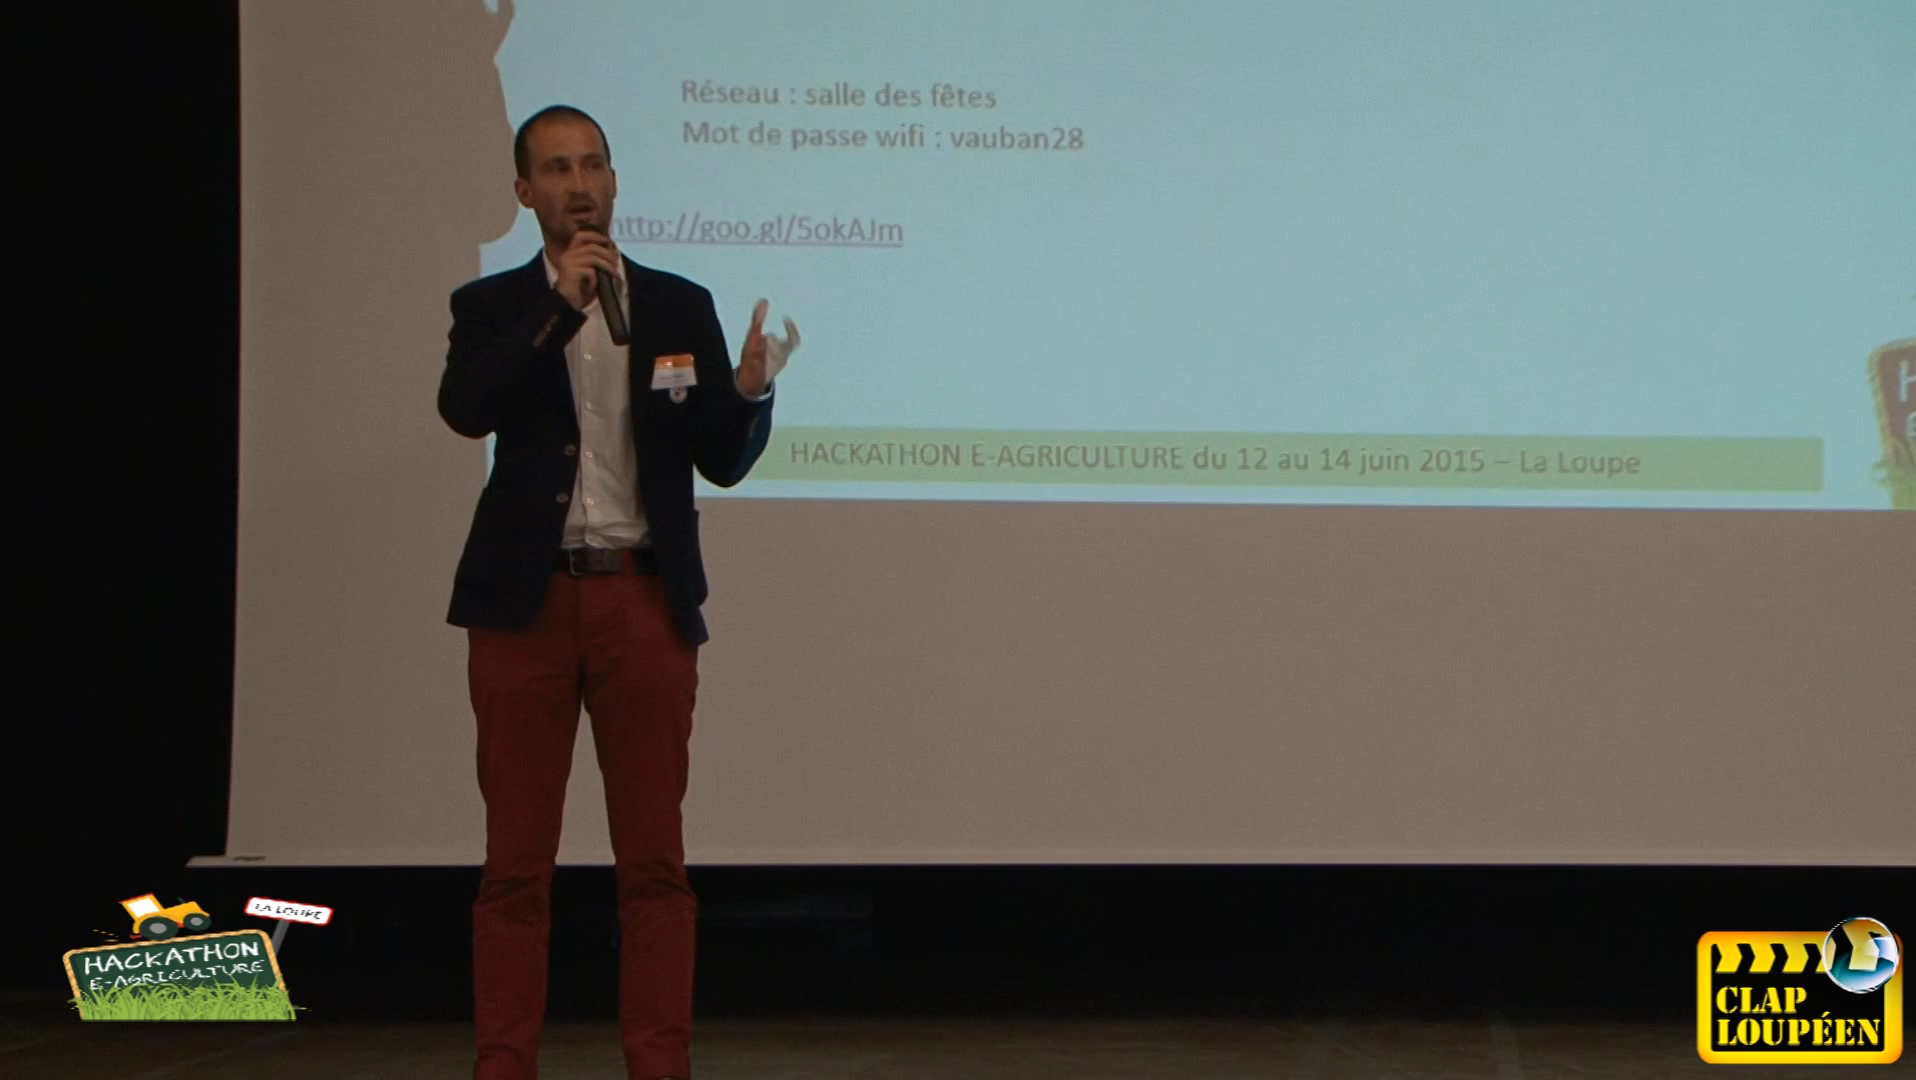 Réseau : salle des fêtes
Mot de passe wifi : vauban28
http://goo.gl/5okAJm
HACKATHON E-AGRICULTURE du 12 au 14 juin 2015 – La Loupe
LA LOUPE
HACKATHON
E-AGRICULTURE
CLAP
LOUPÉEN